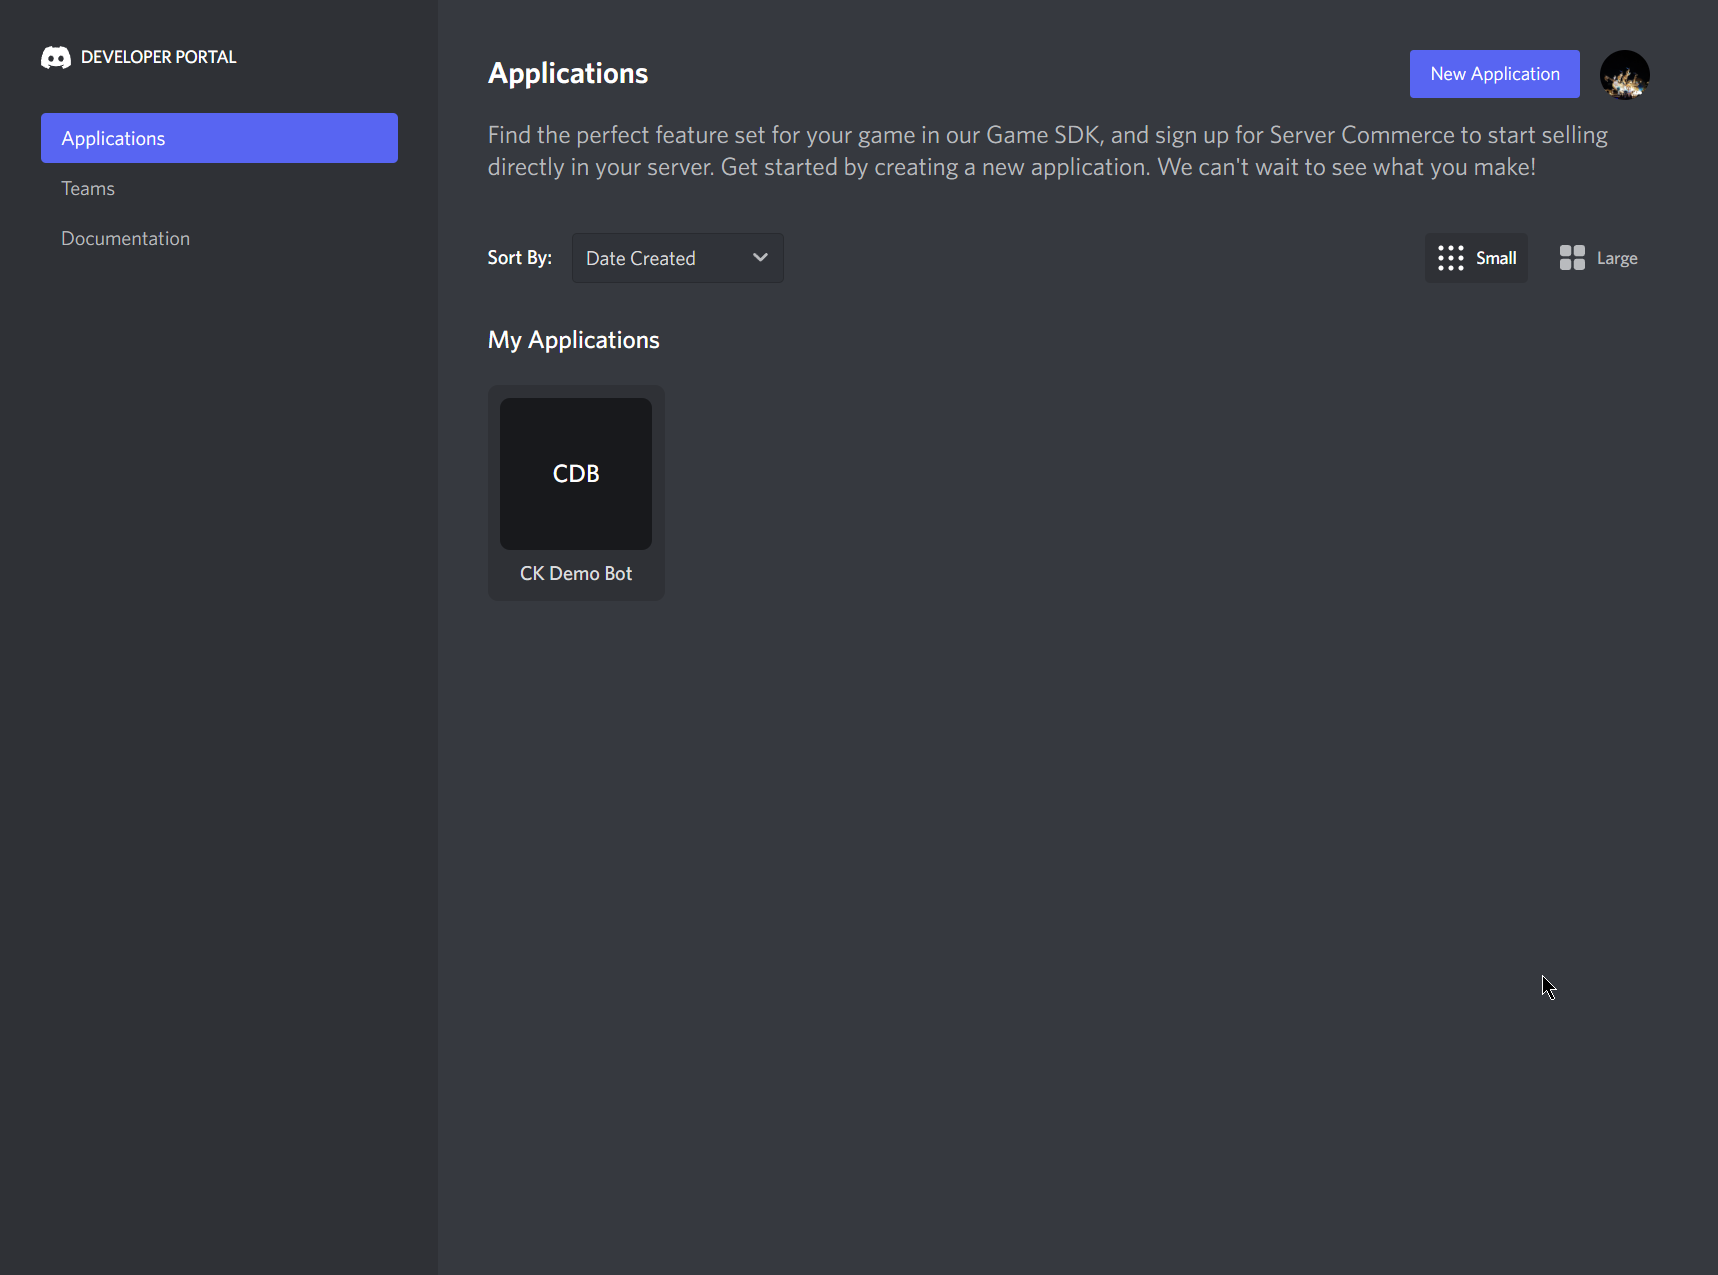 DEVELOPER PORTAL
Applications
Teams
Documentation
Applications
New Application
Find the perfect feature set for your game in our Game SDK, and sign up for Server Commerce to start selling
directly in your server. Get started by creating a new application. We can't wait to see what you make!
Sort By:
Date Created
Small
Large
My Applications
CDB
CK Demo Bot